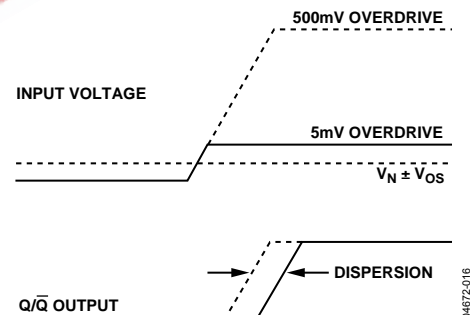 500mV OVERDRIVE
INPUT VOLTAGE
5mV OVERDRIVE
V_N ± V_OS
DISPERSION
Q/Q̅ OUTPUT
04672-016